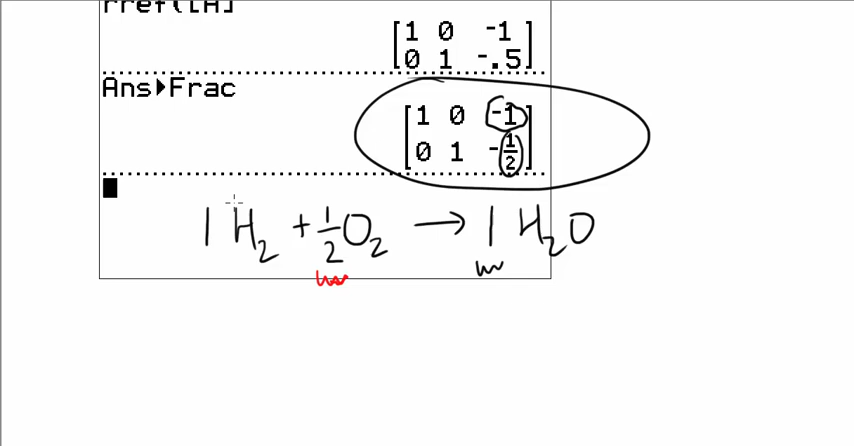 rref([A]
[1 0 -1]
[0 1 -.5]
Ans▶Frac
[1 0 -1]
[0 1 -1/2]
1 H₂ + 1/2 O₂ → 1 H₂O